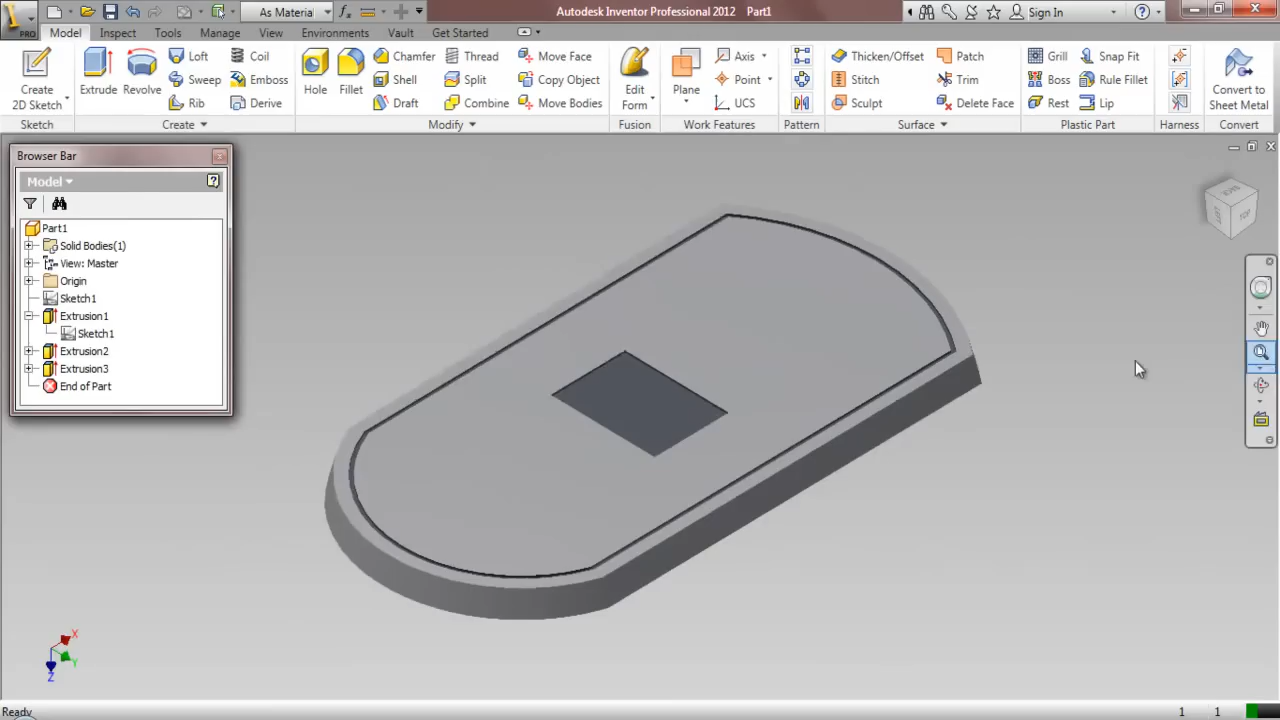 PRO
As Material
Autodesk Inventor Professional 2012 Part1
Sign In
Model Inspect Tools Manage View Environments Vault Get Started
Create
2D Sketch
Sketch
Extrude
Revolve
Loft
Sweep
Rib
Coil
Emboss
Derive
Create
Hole
Fillet
Chamfer
Shell
Draft
Thread
Split
Combine
Move Face
Copy Object
Move Bodies
Modify
Edit
Form
Fusion
Plane
Axis
Point
UCS
Work Features
Pattern
Thicken/Offset
Stitch
Sculpt
Patch
Trim
Delete Face
Surface
Grill
Boss
Rest
Snap Fit
Rule Fillet
Lip
Plastic Part
Harness
Convert to
Sheet Metal
Convert
Browser Bar
Model
Part1
Solid Bodies(1)
View: Master
Origin
Sketch1
Extrusion1
Sketch1
Extrusion2
Extrusion3
End of Part
X
Y
Z
Ready
1 1